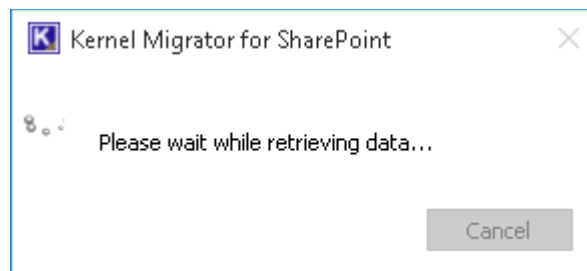 Kernel Migrator for SharePoint
Please wait while retrieving data...
Cancel